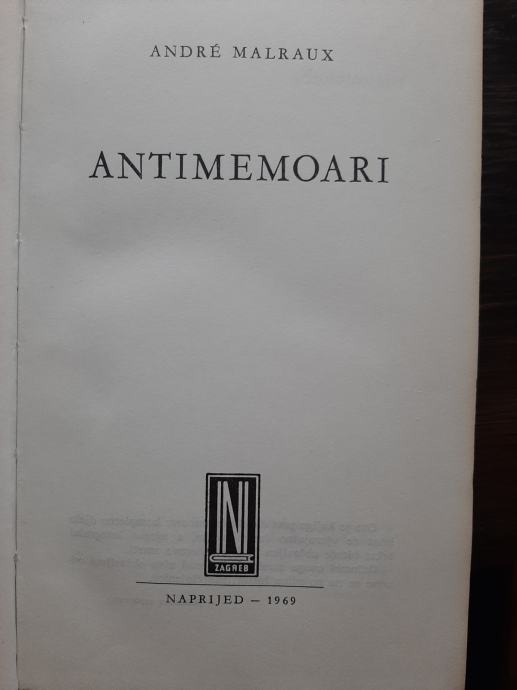 ANDRÉ MALRAUX
ANTIMEMOARI
N
ZAGREB
NAPRIJED — 1969